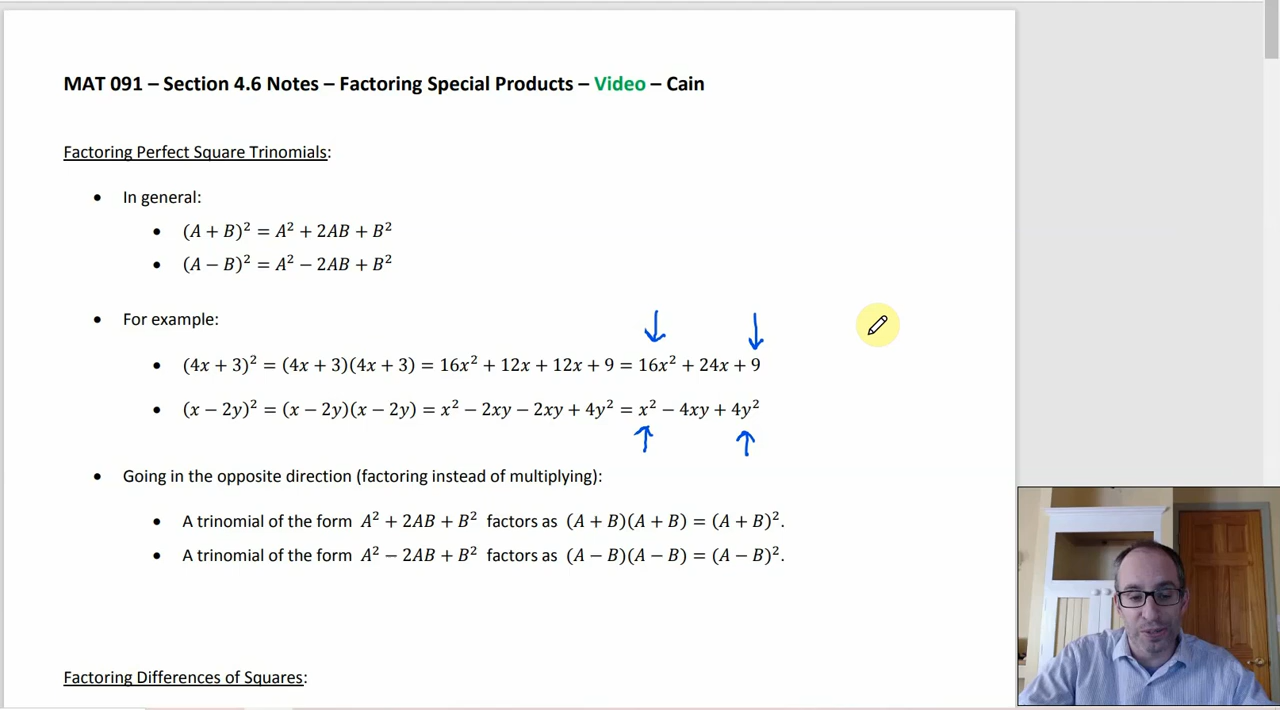 MAT 091 – Section 4.6 Notes – Factoring Special Products – Video – Cain
Factoring Perfect Square Trinomials:
• In general:
• (A + B)² = A² + 2AB + B²
• (A − B)² = A² − 2AB + B²
• For example:
• (4x + 3)² = (4x + 3)(4x + 3) = 16x² + 12x + 12x + 9 = 16x² + 24x + 9
• (x − 2y)² = (x − 2y)(x − 2y) = x² − 2xy − 2xy + 4y² = x² − 4xy + 4y²
• Going in the opposite direction (factoring instead of multiplying):
• A trinomial of the form A² + 2AB + B² factors as (A + B)(A + B) = (A + B)².
• A trinomial of the form A² − 2AB + B² factors as (A − B)(A − B) = (A − B)².
Factoring Differences of Squares: